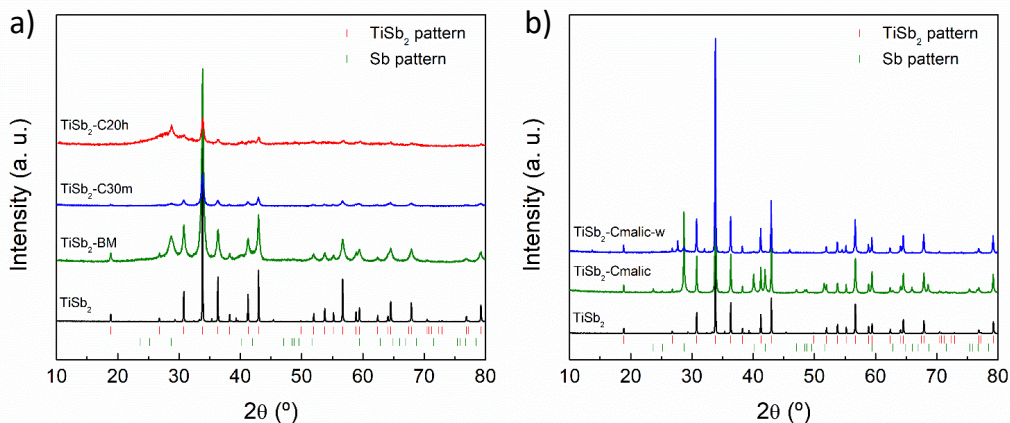 a)
TiSb₂ pattern
Sb pattern
TiSb₂-C20h
TiSb₂-C30m
TiSb₂-BM
TiSb₂
Intensity (a. u.)
10 20 30 40 50 60 70 80
2θ (º)
b)
TiSb₂ pattern
Sb pattern
TiSb₂-Cmalic-w
TiSb₂-Cmalic
TiSb₂
Intensity (a. u.)
10 20 30 40 50 60 70 80
2θ (º)